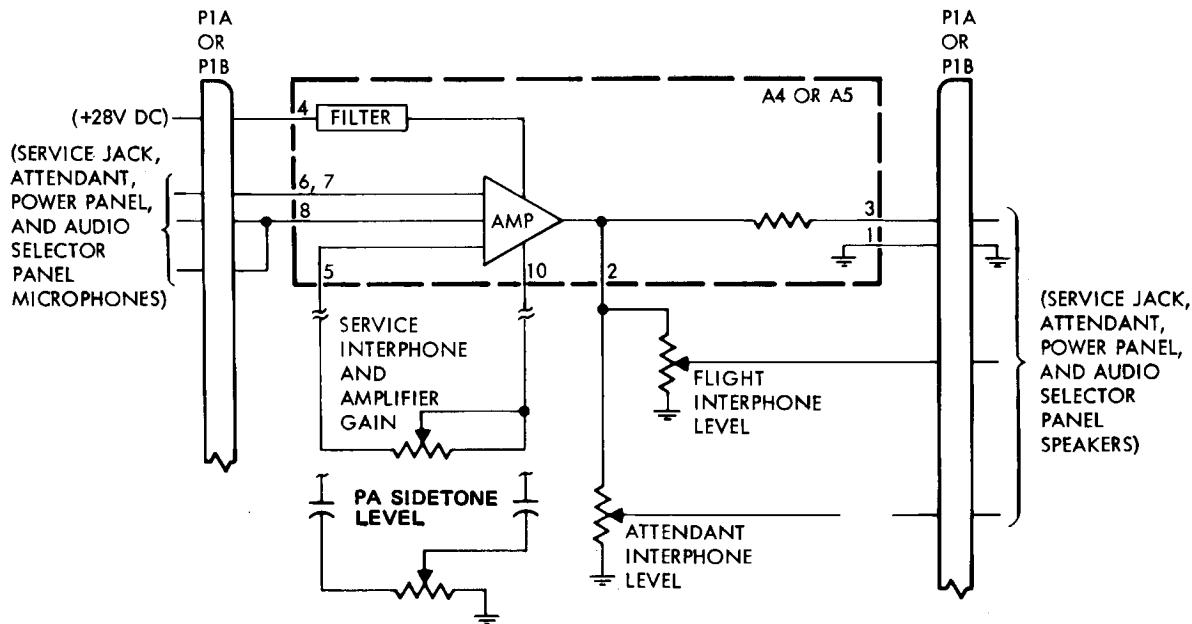 P1A
OR
P1B
P1A
OR
P1B
A4 OR A5
(+28V DC)
4
FILTER
(SERVICE JACK,
ATTENDANT,
POWER PANEL,
AND AUDIO
SELECTOR
PANEL
MICROPHONES)
6, 7
8
AMP
3
1
5
10
2
SERVICE
INTERPHONE
AND
AMPLIFIER
GAIN
FLIGHT
INTERPHONE
LEVEL
(SERVICE JACK,
ATTENDANT,
POWER PANEL,
AND AUDIO
SELECTOR
PANEL
SPEAKERS)
PA SIDETONE
LEVEL
ATTENDANT
INTERPHONE
LEVEL